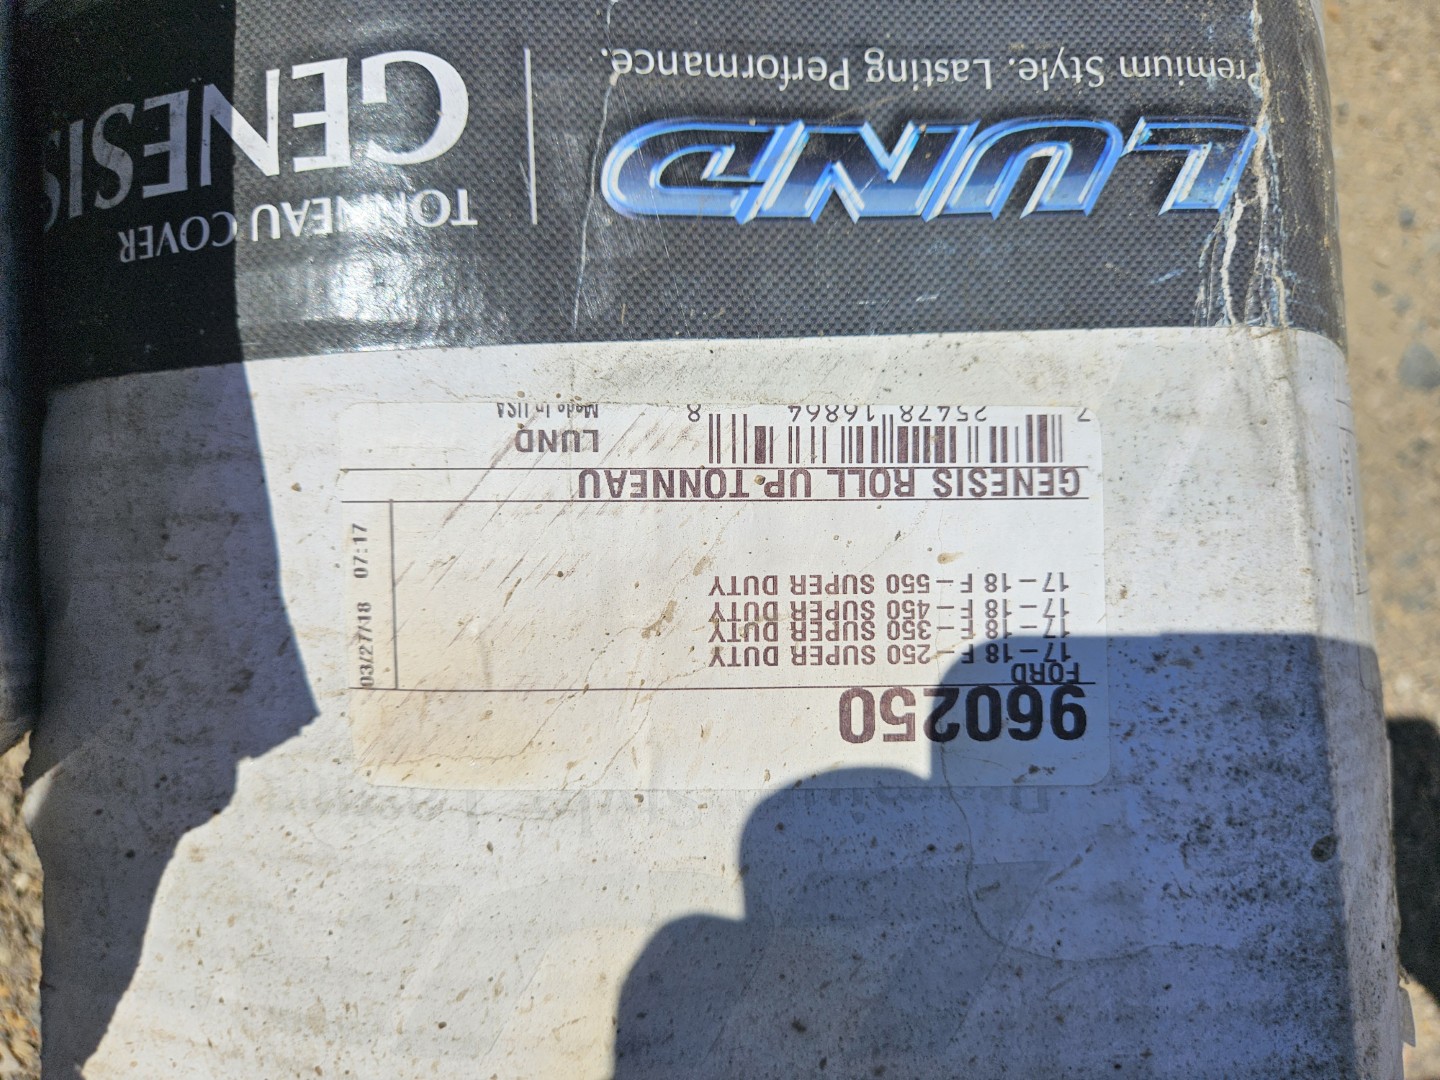 960250
FORD
17-18 F-250 SUPER DUTY
17-18 F-350 SUPER DUTY
17-18 F-450 SUPER DUTY
17-18 F-550 SUPER DUTY
03/27/18 07:17
GENESIS ROLL UP TONNEAU
7 25478 16864 8
LUND
Made In USA
TONNEAU COVER
GENESIS
LUND
Premium Style. Lasting Performance.